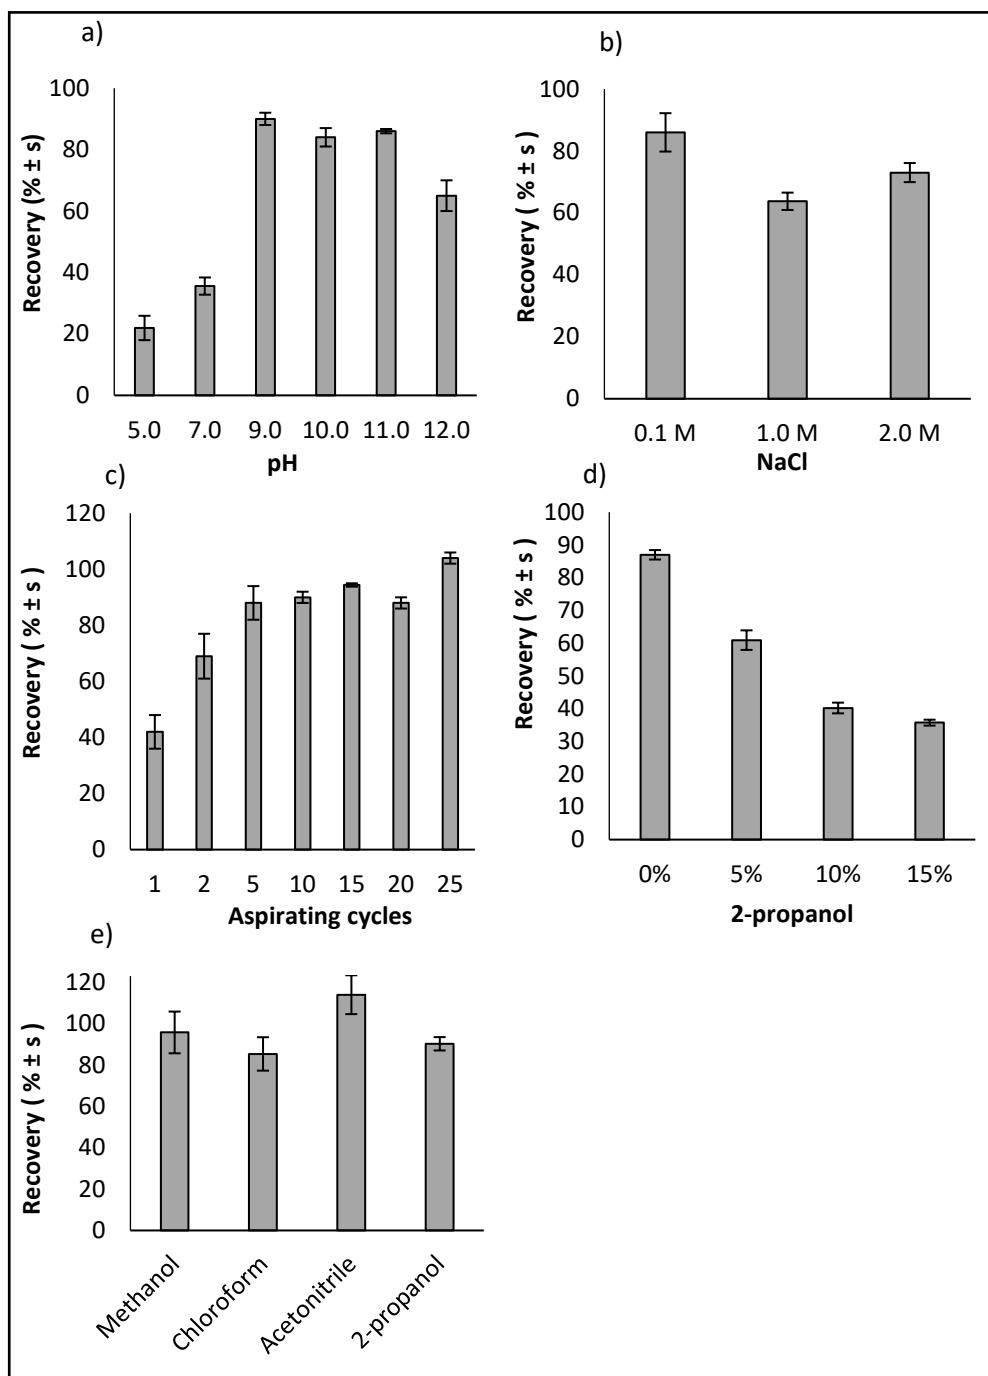 a)
Recovery (% ± s)
100
80
60
40
20
0
5.0 7.0 9.0 10.0 11.0 12.0
pH
b)
Recovery ( % ± s )
100
80
60
40
20
0
0.1 M 1.0 M 2.0 M
NaCl
c)
Recovery ( % ± s )
120
100
80
60
40
20
0
1 2 5 10 15 20 25
Aspirating cycles
d)
Recovery ( % ± s )
100
90
80
70
60
50
40
30
20
10
0
0% 5% 10% 15%
2-propanol
e)
Recovery ( % ± s )
120
100
80
60
40
20
0
Methanol
Chloroform
Acetonitrile
2-propanol